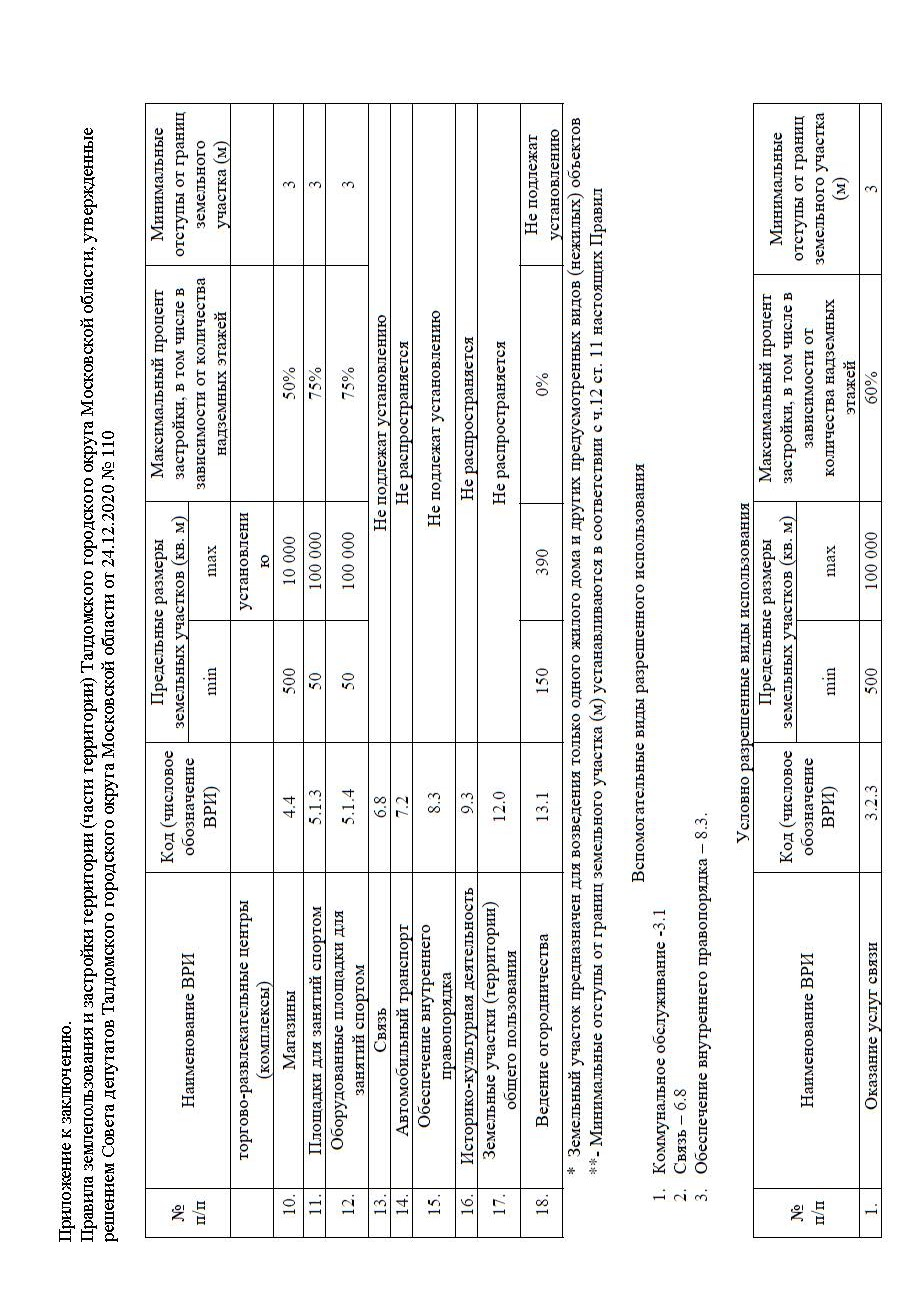 Приложение к заключению.
Правила землепользования и застройки территории (части территории) Талдомского городского округа Московской области, утвержденные
решением Совета депутатов Талдомского городского округа Московской области от 24.12.2020 № 110
№ п/п | Наименование ВРИ | Код (числовое обозначение ВРИ) | Предельные размеры земельных участков (кв. м) | Максимальный процент застройки, в том числе в зависимости от количества надземных этажей | Минимальные отступы от границ земельного участка (м)
min | max
торгово-развлекательные центры (комплексы) | установлению
10. | Магазины | 4.4 | 500 | 10 000 | 50% | 3
11. | Площадки для занятий спортом | 5.1.3 | 50 | 100 000 | 75% | 3
12. | Оборудованные площадки для занятий спортом | 5.1.4 | 50 | 100 000 | 75% | 3
13. | Связь | 6.8 | Не подлежат установлению
14. | Автомобильный транспорт | 7.2 | Не распространяется
15. | Обеспечение внутреннего правопорядка | 8.3 | Не подлежат установлению
16. | Историко-культурная деятельность | 9.3 | Не распространяется
17. | Земельные участки (территории) общего пользования | 12.0 | Не распространяется
18. | Ведение огородничества | 13.1 | 150 | 390 | 0% | Не подлежат установлению
* Земельный участок предназначен для возведения только одного жилого дома и других предусмотренных видов (нежилых) объектов
**- Минимальные отступы от границ земельного участка (м) устанавливаются в соответствии с ч.12 ст. 11 настоящих Правил
Вспомогательные виды разрешенного использования
1. Коммунальное обслуживание -3.1
2. Связь – 6.8
3. Обеспечение внутреннего правопорядка – 8.3.
Условно разрешенные виды использования
№ п/п | Наименование ВРИ | Код (числовое обозначение ВРИ) | Предельные размеры земельных участков (кв. м) | Максимальный процент застройки, в том числе в зависимости от количества надземных этажей | Минимальные отступы от границ земельного участка (м)
min | max
1. | Оказание услуг связи | 3.2.3 | 500 | 100 000 | 60% | 3